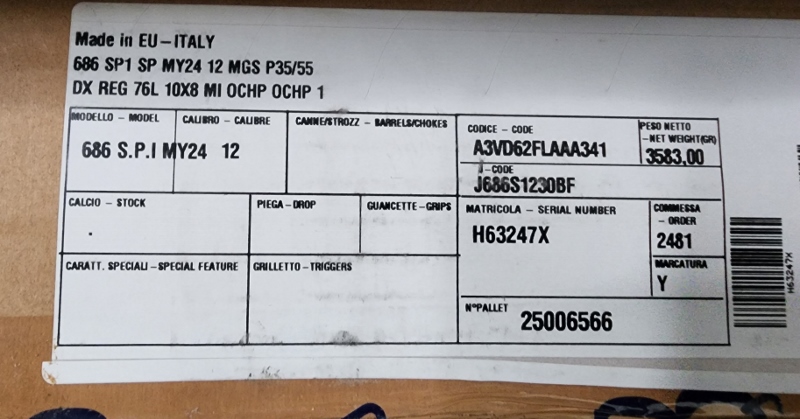 Made in EU-ITALY
686 SP1 SP MY24 12 MGS P35/55
DX REG 76L 10X8 MI OCHP OCHP 1
MODELLO - MODEL
CALIBRO - CALIBRE
CANNE/STROZZ - BARRELS/CHOKES
CODICE - CODE
PESO NETTO
-NET WEIGHT(GR)
686 S.P.I MY24 12
A3VD62FLAAA341
3583,00
J-CODE
J686S1230BF
CALCIO - STOCK
PIEGA - DROP
GUANCETTE - GRIPS
MATRICOLA - SERIAL NUMBER
COMMESSA
- ORDER
H63247X
2481
CARATT. SPECIALI - SPECIAL FEATURE
GRILLETTO - TRIGGERS
MARCATURA
Y
N°PALLET
25006566
H63247X